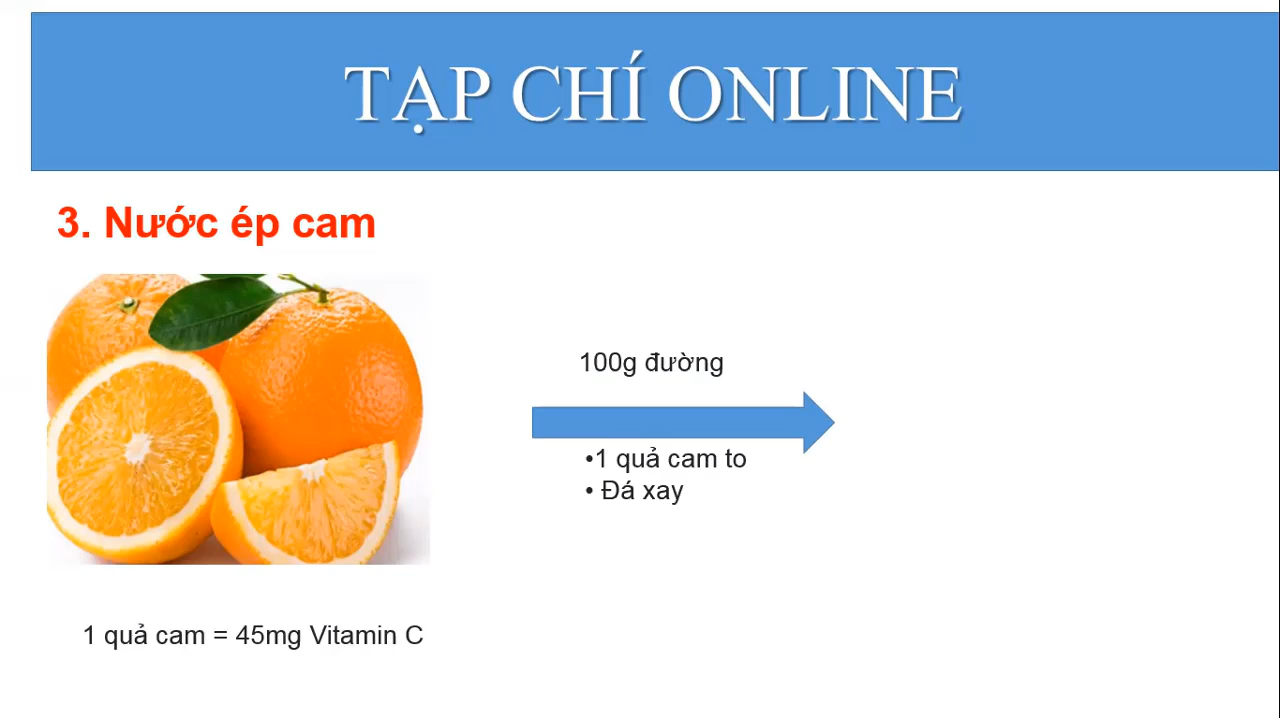 TẠP CHÍ ONLINE
3. Nước ép cam
100g đường
•1 quả cam to
• Đá xay
1 quả cam = 45mg Vitamin C